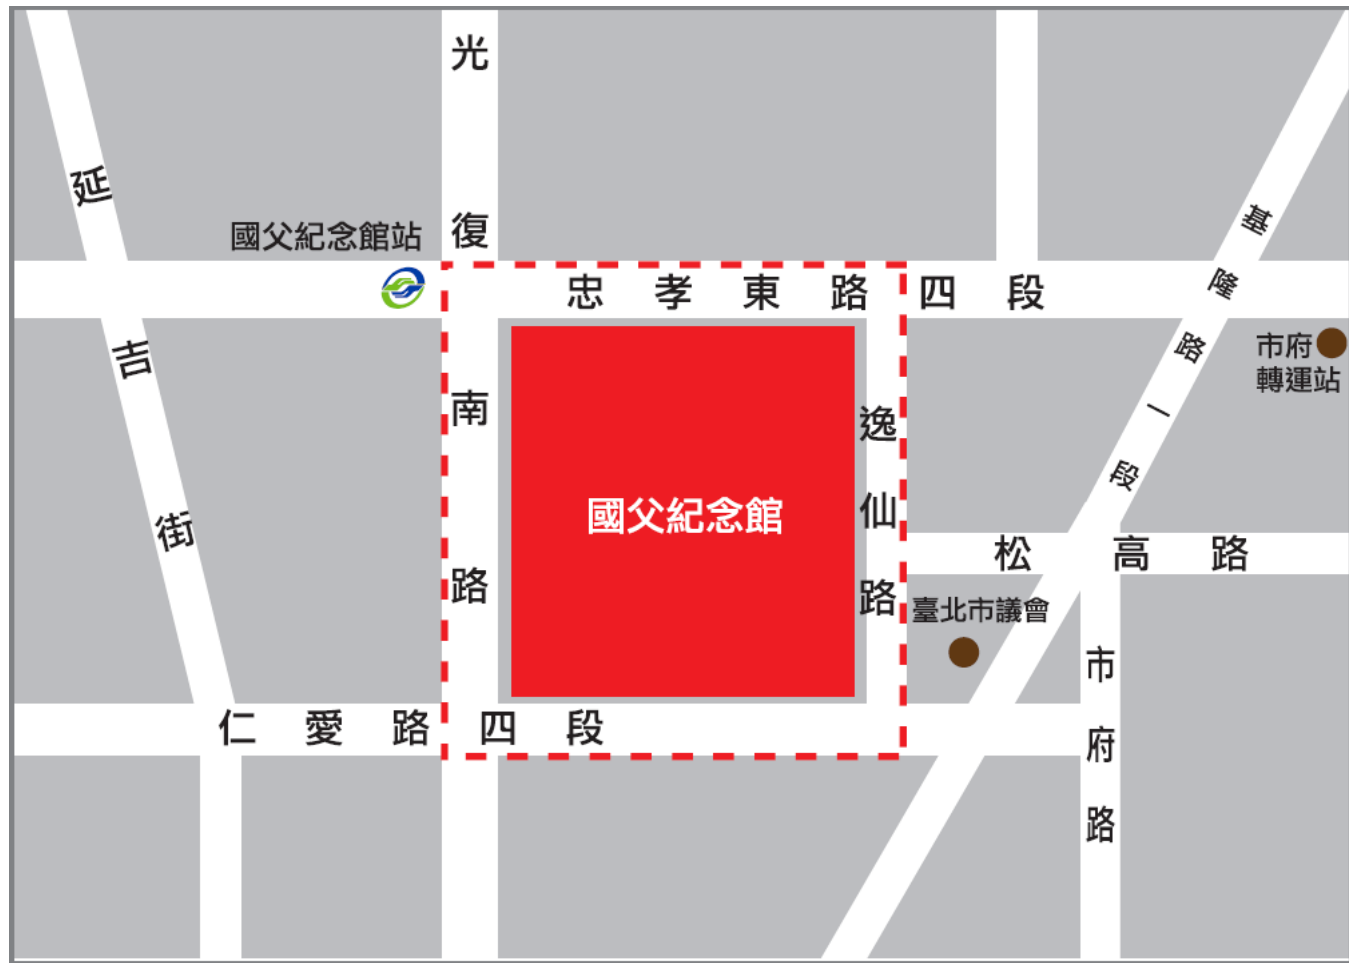 光復南路
延吉街
國父紀念館站
忠孝東路四段
基隆路一段
市府
轉運站
逸仙路
國父紀念館
松高路
臺北市議會
仁愛路四段
市府路